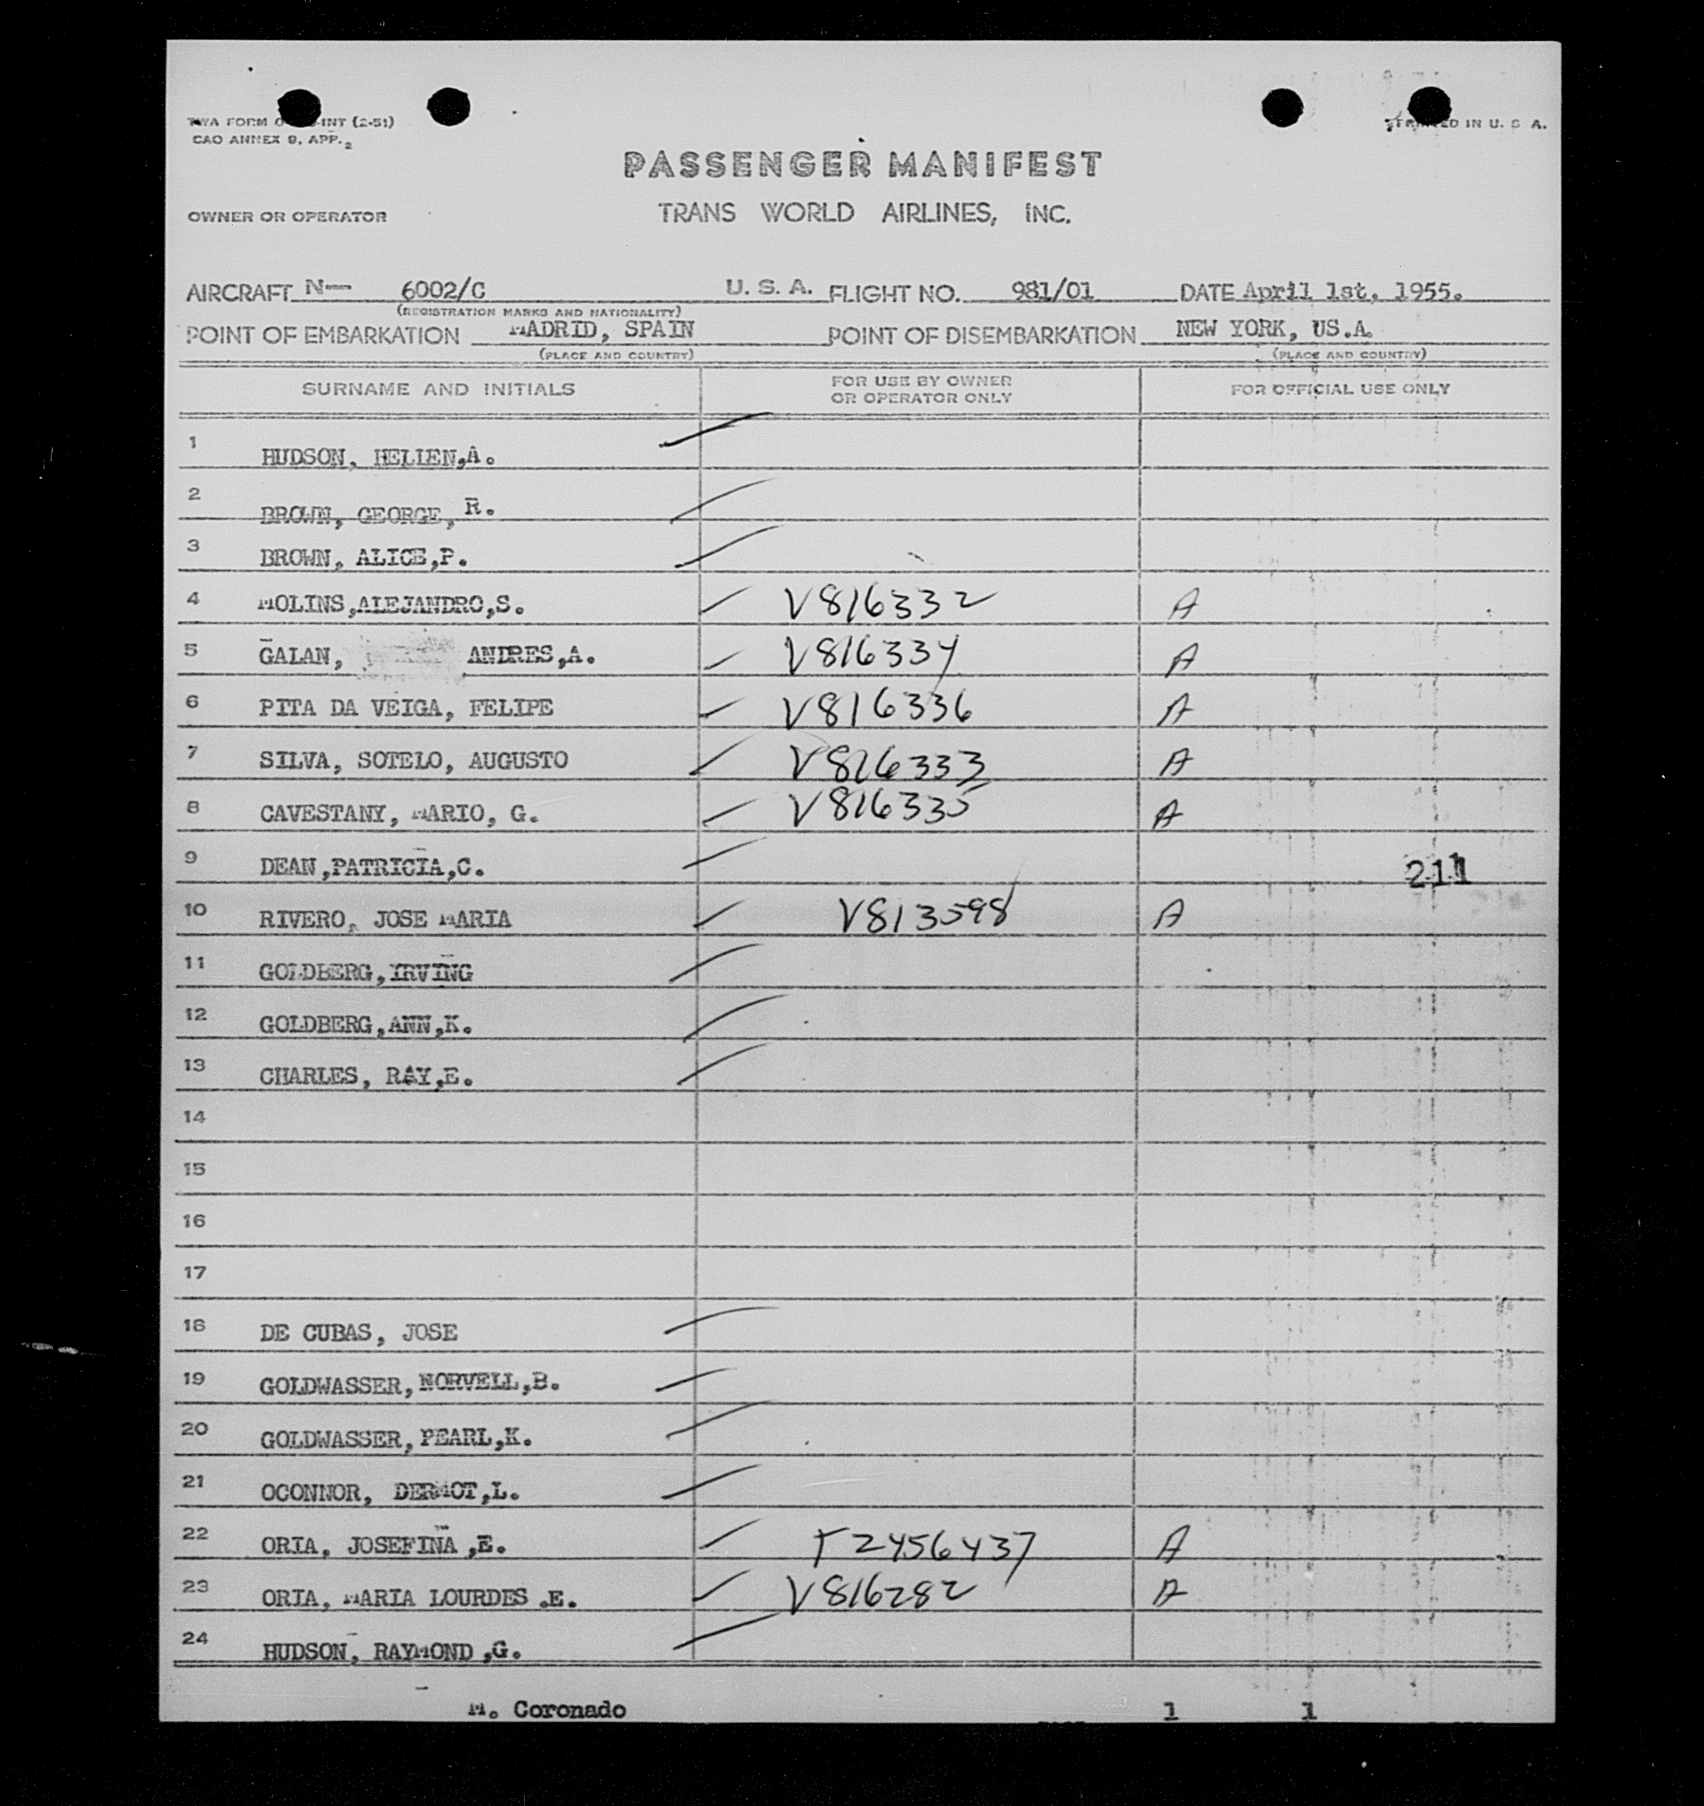 TWA FORM INT (2-51)
CAO ANNEX 9, APP. 2
PRINTED IN U. S. A.
PASSENGER MANIFEST
OWNER OR OPERATOR TRANS WORLD AIRLINES, INC.
AIRCRAFT N— 6002/C U. S. A. FLIGHT NO. 981/01 DATE April 1st, 1955.
(REGISTRATION MARKS AND NATIONALITY)
POINT OF EMBARKATION MADRID, SPAIN POINT OF DISEMBARKATION NEW YORK, US.A.
(PLACE AND COUNTRY) (PLACE AND COUNTRY)
SURNAME AND INITIALS FOR USE BY OWNER OR OPERATOR ONLY FOR OFFICIAL USE ONLY
1 HUDSON, HELLEN,A.
2 BROWN, GEORGE, R.
3 BROWN, ALICE,P.
4 MOLINS,ALEJANDRO,S. V816332 A
5 GALAN, ANDRES,A. V816334 A
6 PITA DA VEIGA, FELIPE V816336 A
7 SILVA, SOTELO, AUGUSTO V816333 A
8 CAVESTANY, MARIO, G. V816335 A
9 DEAN,PATRICIA,C. 211
10 RIVERO, JOSE MARIA V813598 A
11 GOLDBERG,IRVING
12 GOLDBERG,ANN,K.
13 CHARLES, RAY,E.
14
15
16
17
18 DE CUBAS, JOSE
19 GOLDWASSER,NORVELL,B.
20 GOLDWASSER,PEARL,K.
21 OCONNOR, DERMOT,L.
22 ORIA, JOSEFINA,E. T2456437 A
23 ORIA, MARIA LOURDES .E. V816282 A
24 HUDSON, RAYMOND ,G.
M. Coronado 1 1